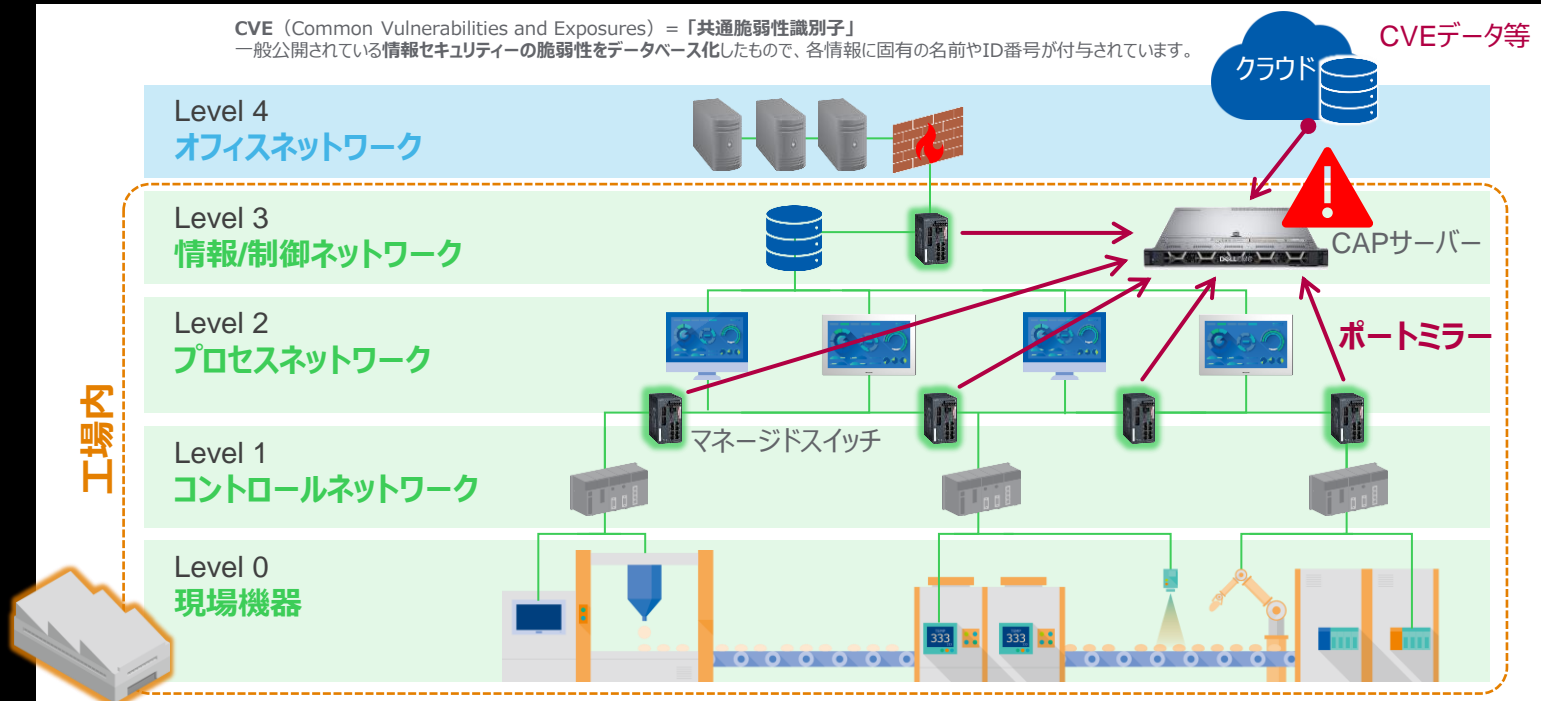 CVE（Common Vulnerabilities and Exposures）=「共通脆弱性識別子」
一般公開されている情報セキュリティーの脆弱性をデータベース化したもので、各情報に固有の名前やID番号が付与されています。
CVEデータ等
クラウド
Level 4
オフィスネットワーク
Level 3
情報/制御ネットワーク
CAPサーバー
Level 2
プロセスネットワーク
ポートミラー
マネージドスイッチ
工場内
Level 1
コントロールネットワーク
Level 0
現場機器
333
333